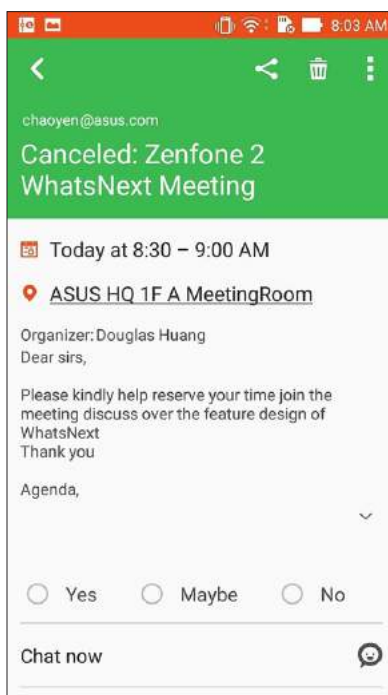 8:03 AM
chaoyen@asus.com
Canceled: Zenfone 2
WhatsNext Meeting
Today at 8:30 – 9:00 AM
ASUS HQ 1F A MeetingRoom
Organizer:Douglas Huang
Dear sirs,
Please kindly help reserve your time join the
meeting discuss over the feature design of
WhatsNext
Thank you
Agenda,
Yes Maybe No
Chat now